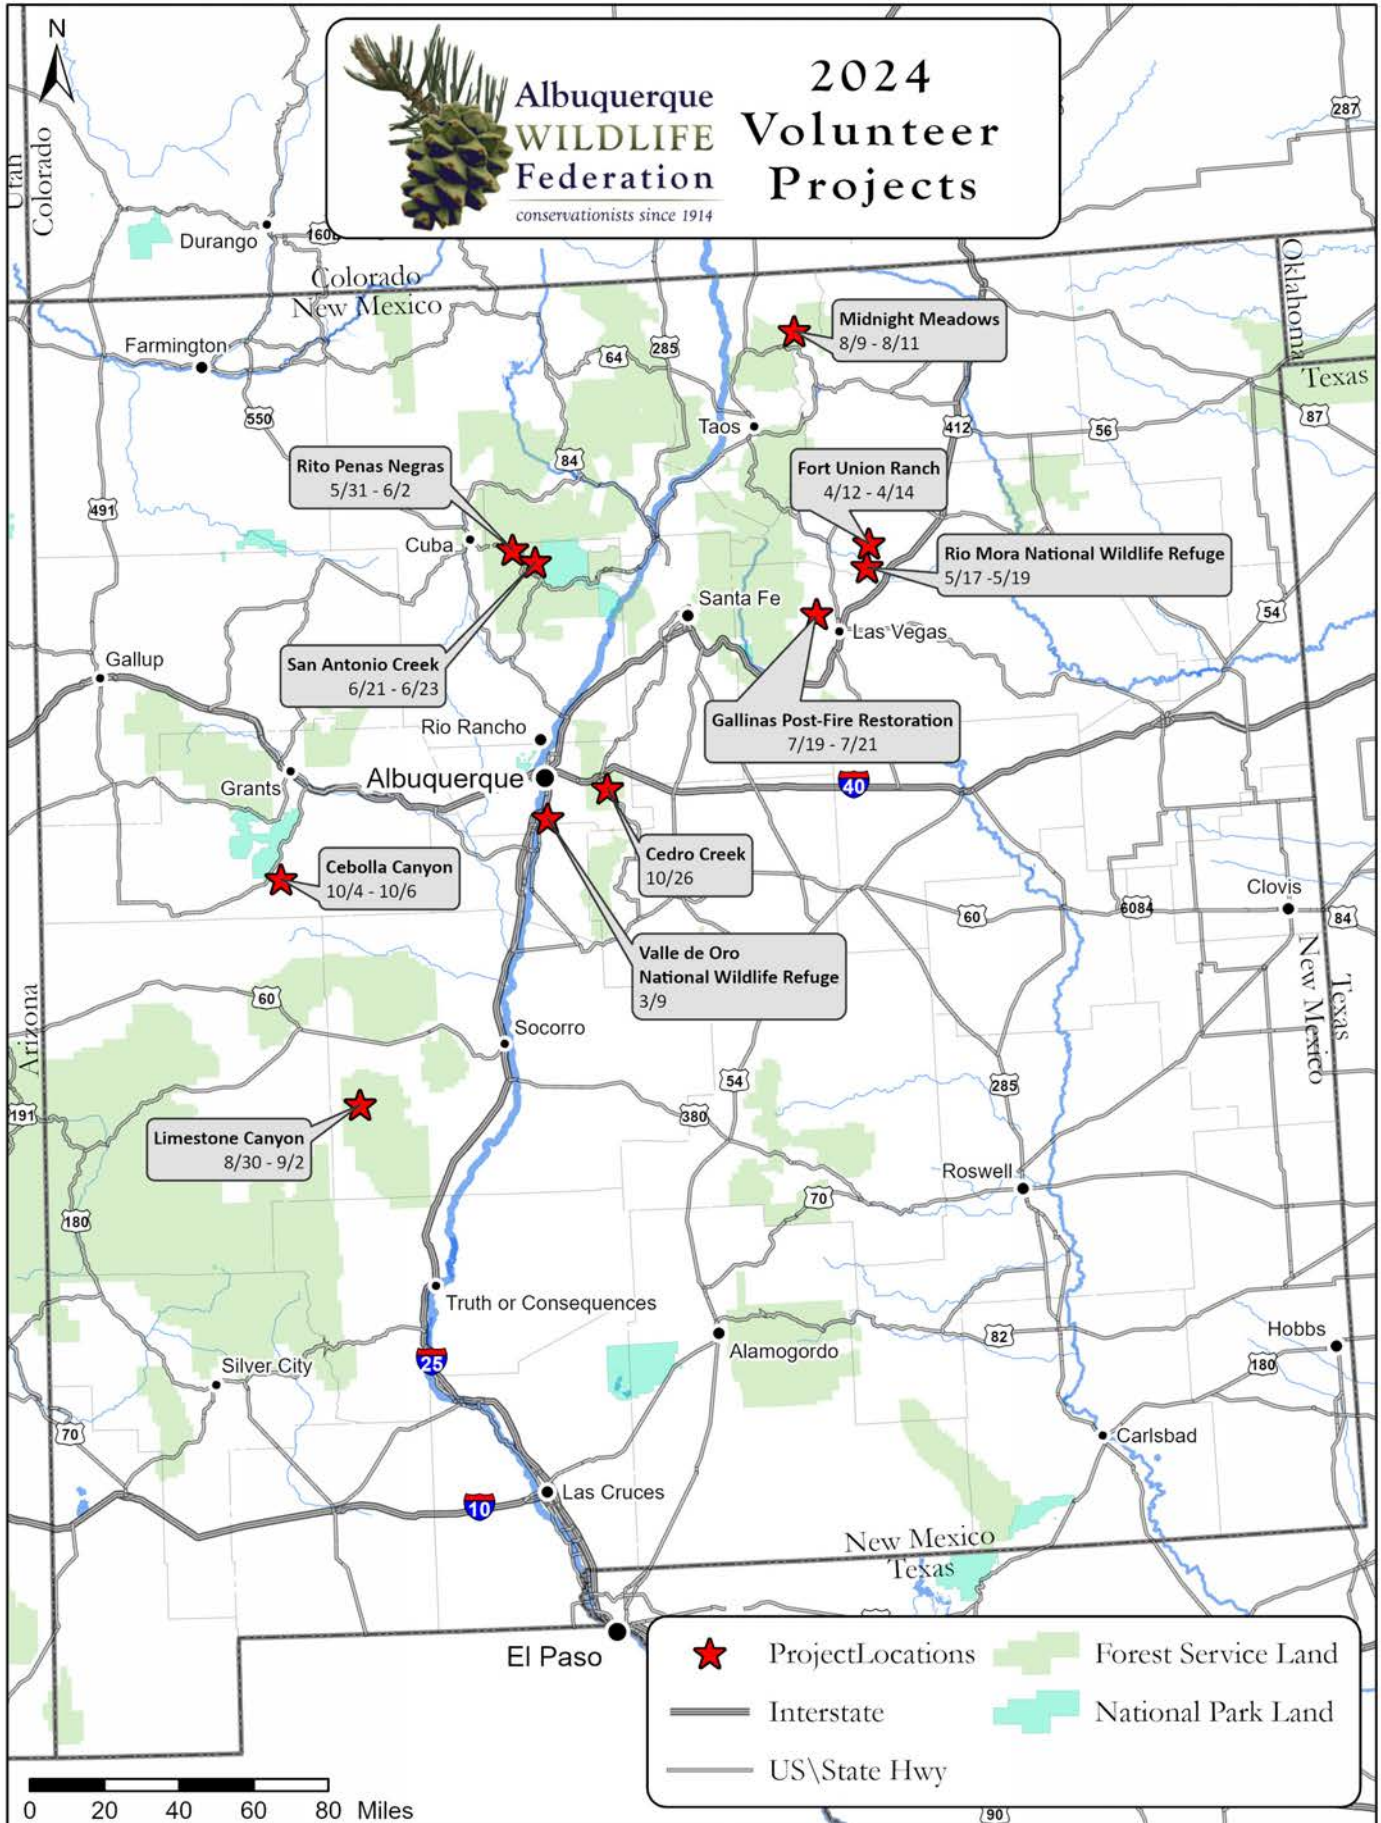 N
Albuquerque
WILDLIFE
Federation
conservationists since 1914
2024
Volunteer
Projects
287
Utah
Colorado
Durango
Colorado
New Mexico
Oklahoma
Texas
Midnight Meadows
8/9 - 8/11
Farmington
64
285
550
87
Taos
412
56
84
Rito Penas Negras
5/31 - 6/2
Fort Union Ranch
4/12 - 4/14
491
Cuba
Rio Mora National Wildlife Refuge
5/17 -5/19
Santa Fe
54
Las Vegas
San Antonio Creek
6/21 - 6/23
Gallup
Gallinas Post-Fire Restoration
7/19 - 7/21
Rio Rancho
Albuquerque
Grants
40
Cedro Creek
10/26
Cebolla Canyon
10/4 - 10/6
Clovis
60
6084
84
Valle de Oro
National Wildlife Refuge
3/9
New Mexico
Texas
Arizona
60
Socorro
54
285
380
191
Limestone Canyon
8/30 - 9/2
Roswell
70
180
Truth or Consequences
82
Hobbs
Alamogordo
25
180
Silver City
70
Carlsbad
Las Cruces
10
New Mexico
Texas
El Paso
ProjectLocations
Forest Service Land
Interstate
National Park Land
US\State Hwy
0 20 40 60 80 Miles
90